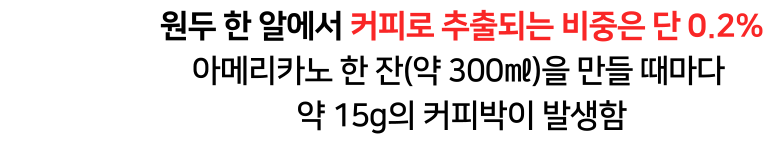 원두 한 알에서 커피로 추출되는 비중은 단 0.2%
아메리카노 한 잔(약 300㎖)을 만들 때마다
약 15g의 커피박이 발생함